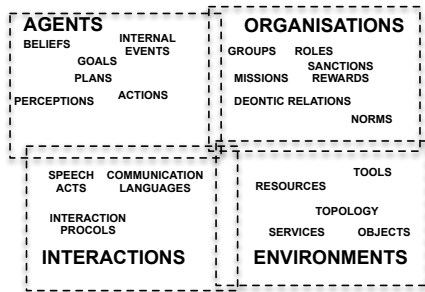 AGENTS
BELIEFS
INTERNAL
EVENTS
GOALS
PLANS
PERCEPTIONS
ACTIONS
ORGANISATIONS
GROUPS ROLES
SANCTIONS
MISSIONS REWARDS
DEONTIC RELATIONS
NORMS
SPEECH
ACTS
COMMUNICATION
LANGUAGES
INTERACTION
PROCOLS
INTERACTIONS
TOOLS
RESOURCES
TOPOLOGY
SERVICES OBJECTS
ENVIRONMENTS